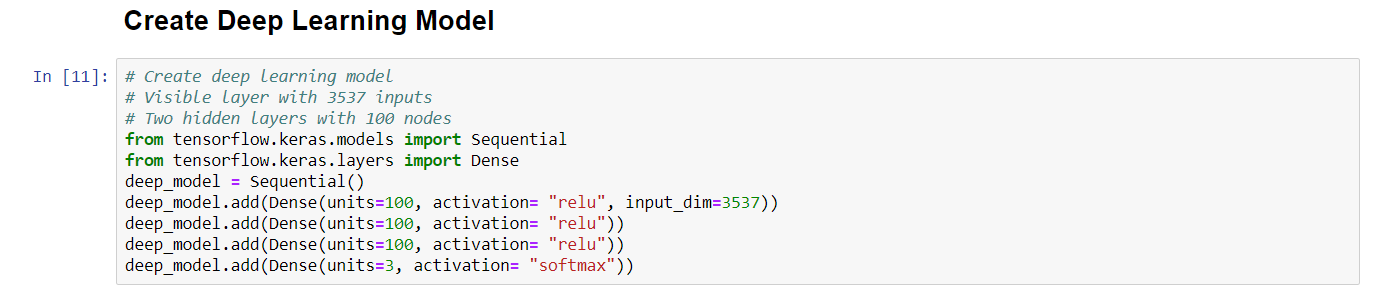 Create Deep Learning Model
In [11]:
# Create deep learning model
# Visible layer with 3537 inputs
# Two hidden layers with 100 nodes
from tensorflow.keras.models import Sequential
from tensorflow.keras.layers import Dense
deep_model = Sequential()
deep_model.add(Dense(units=100, activation= "relu", input_dim=3537))
deep_model.add(Dense(units=100, activation= "relu"))
deep_model.add(Dense(units=100, activation= "relu"))
deep_model.add(Dense(units=3, activation= "softmax"))